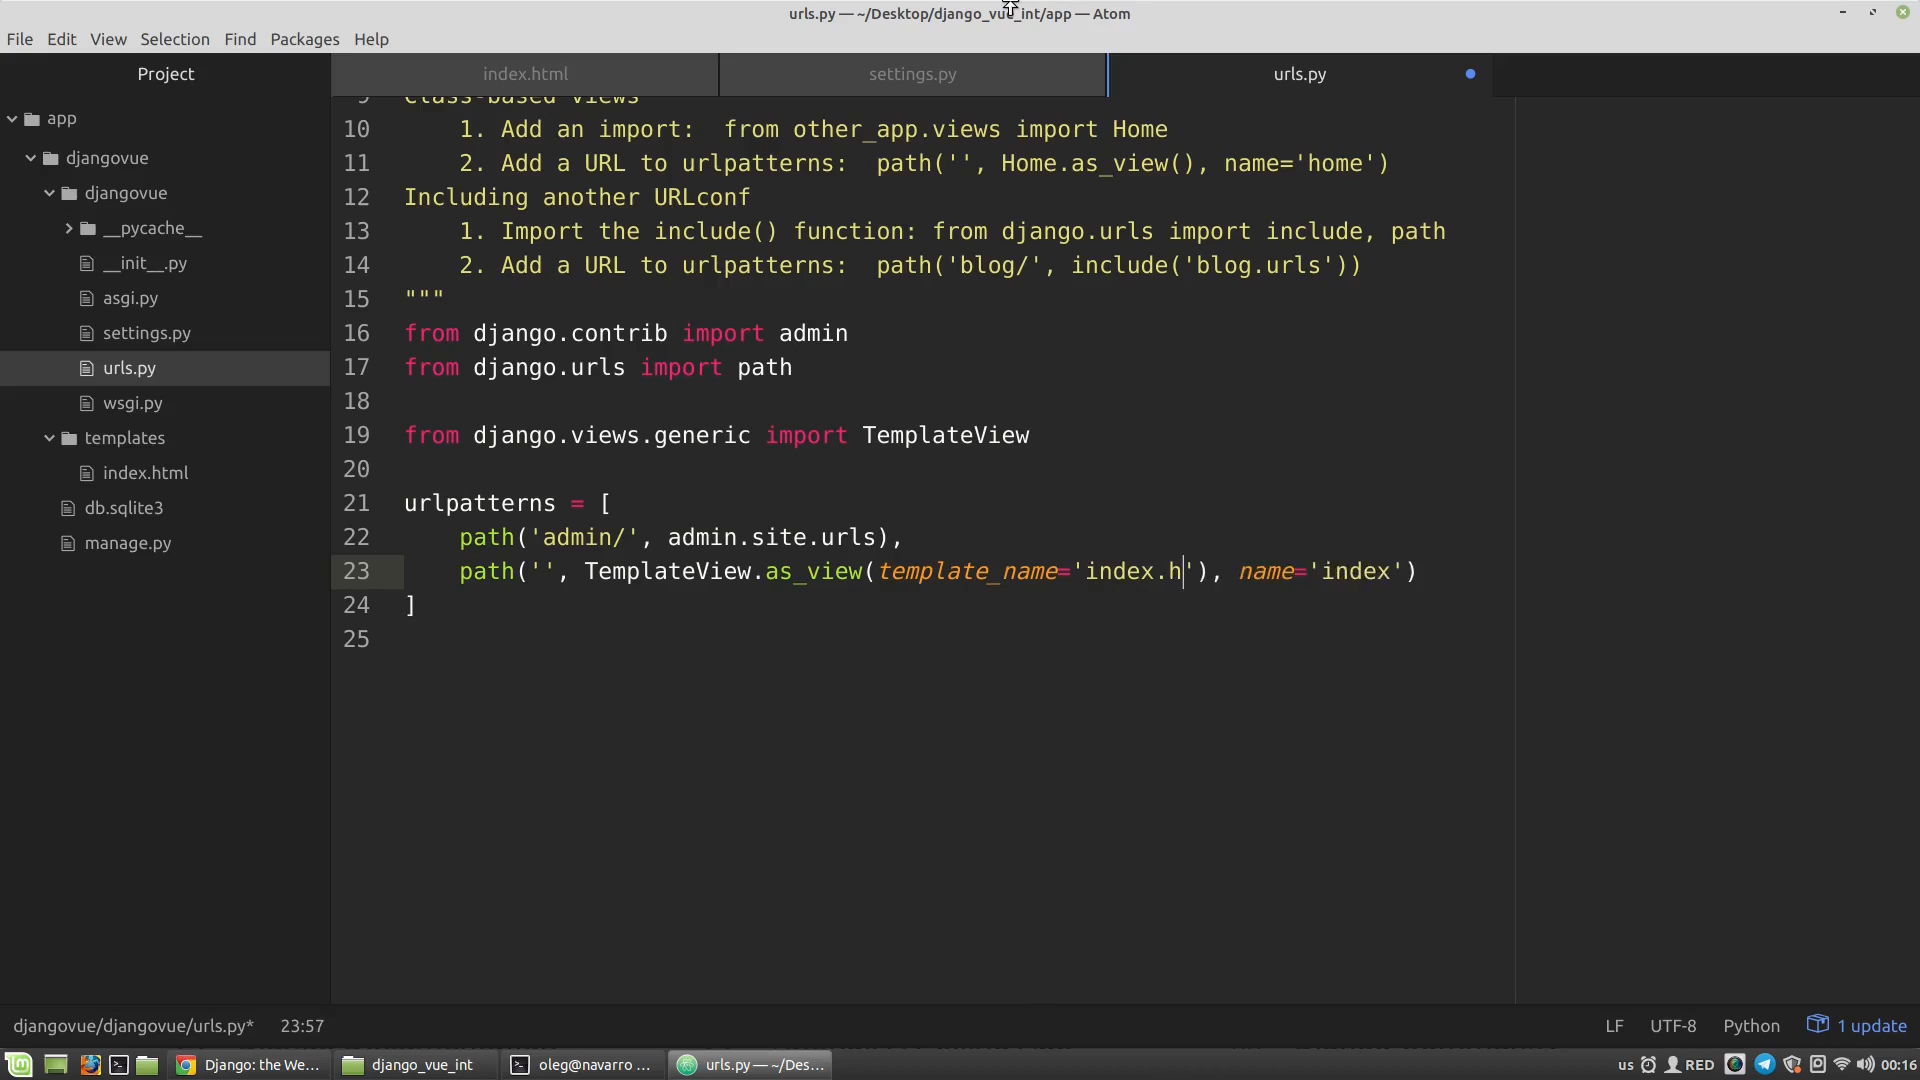 urls.py — ~/Desktop/django_vue_int/app — Atom
File Edit View Selection Find Packages Help
Project
index.html
settings.py
urls.py
app
djangovue
djangovue
__pycache__
__init__.py
asgi.py
settings.py
urls.py
wsgi.py
templates
index.html
db.sqlite3
manage.py
9 Class-based views
10     1. Add an import:  from other_app.views import Home
11     2. Add a URL to urlpatterns:  path('', Home.as_view(), name='home')
12 Including another URLconf
13     1. Import the include() function: from django.urls import include, path
14     2. Add a URL to urlpatterns:  path('blog/', include('blog.urls'))
15 """
16 from django.contrib import admin
17 from django.urls import path
18
19 from django.views.generic import TemplateView
20
21 urlpatterns = [
22     path('admin/', admin.site.urls),
23     path('', TemplateView.as_view(template_name='index.h'), name='index')
24 ]
25
djangovue/djangovue/urls.py* 23:57
LF UTF-8 Python 1 update
Django: the We...
django_vue_int
oleg@navarro ...
urls.py — ~/Des...
us RED 00:16